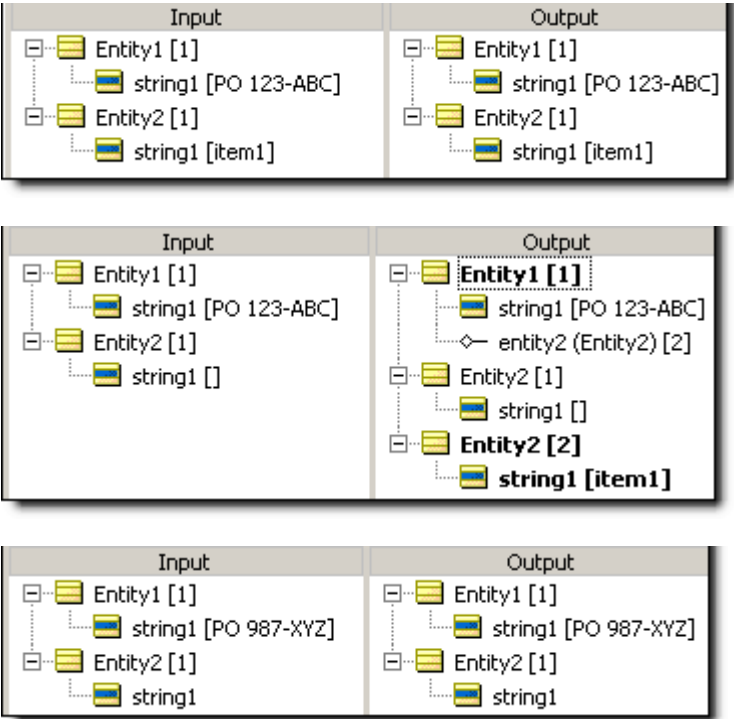 Input Output
Entity1 [1] Entity1 [1]
string1 [PO 123-ABC] string1 [PO 123-ABC]
Entity2 [1] Entity2 [1]
string1 [item1] string1 [item1]
Input Output
Entity1 [1] Entity1 [1]
string1 [PO 123-ABC] string1 [PO 123-ABC]
Entity2 [1] entity2 (Entity2) [2]
string1 [] Entity2 [1]
string1 []
Entity2 [2]
string1 [item1]
Input Output
Entity1 [1] Entity1 [1]
string1 [PO 987-XYZ] string1 [PO 987-XYZ]
Entity2 [1] Entity2 [1]
string1 string1